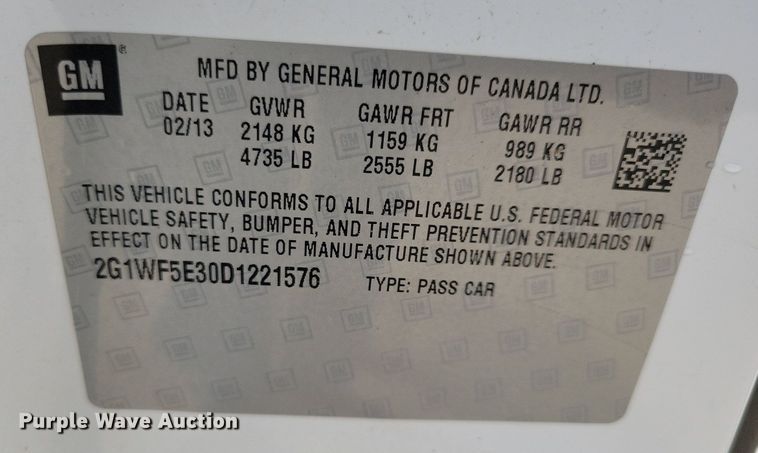 GM ®
MFD BY GENERAL MOTORS OF CANADA LTD.
DATE GVWR GAWR FRT GAWR RR
02/13 2148 KG 1159 KG 989 KG
4735 LB 2555 LB 2180 LB
THIS VEHICLE CONFORMS TO ALL APPLICABLE U.S. FEDERAL MOTOR
VEHICLE SAFETY, BUMPER, AND THEFT PREVENTION STANDARDS IN
EFFECT ON THE DATE OF MANUFACTURE SHOWN ABOVE.
2G1WF5E30D1221576 TYPE: PASS CAR
Purple Wave Auction